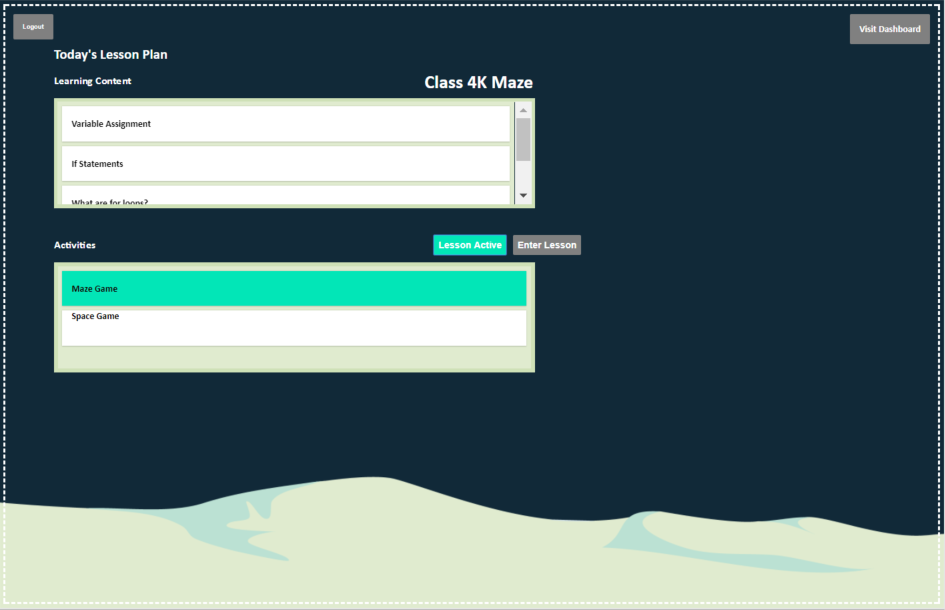 Logout
Visit Dashboard
Today's Lesson Plan
Learning Content
Class 4K Maze
Variable Assignment
If Statements
What are for loops?
Activities
Lesson Active
Enter Lesson
Maze Game
Space Game